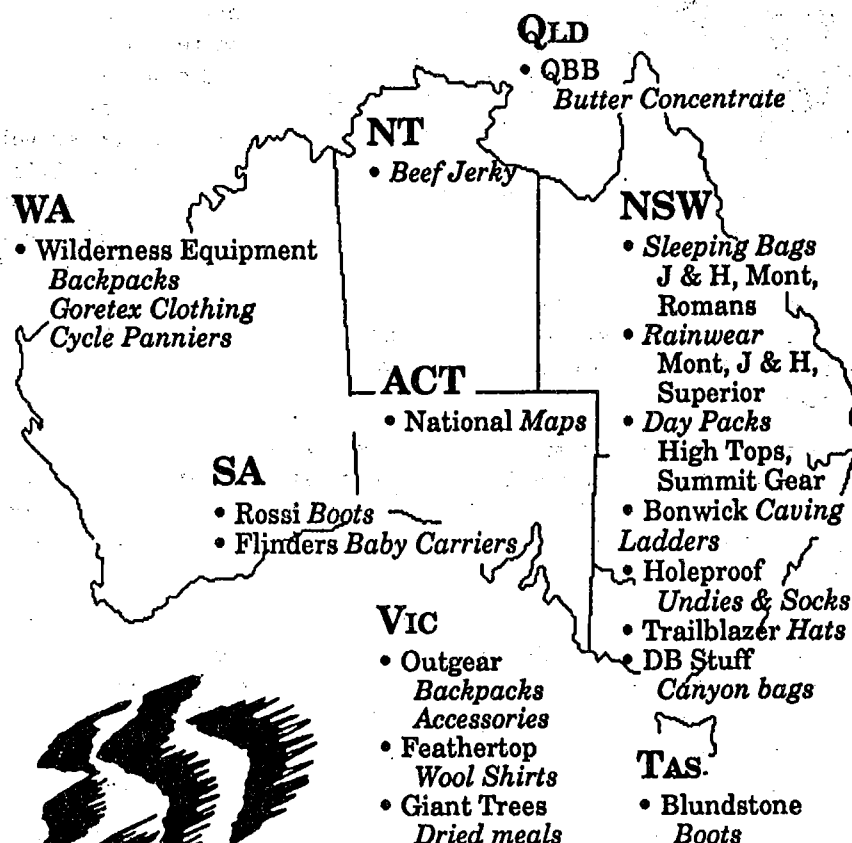 QLD
• QBB
Butter Concentrate
NT
• Beef Jerky
WA
• Wilderness Equipment
Backpacks
Goretex Clothing
Cycle Panniers
NSW
• Sleeping Bags
J & H, Mont,
Romans
• Rainwear
Mont, J & H,
Superior
• Day Packs
High Tops,
Summit Gear
• Bonwick Caving
Ladders
• Holeproof
Undies & Socks
• Trailblazer Hats
• DB Stuff
Canyon bags
ACT
• National Maps
SA
• Rossi Boots
• Flinders Baby Carriers
VIC
• Outgear
Backpacks
Accessories
• Feathertop
Wool Shirts
• Giant Trees
Dried meals
TAS.
• Blundstone
Boots